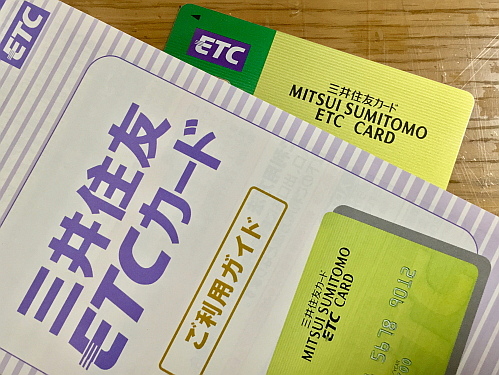 ETC
三井住友
ETCカード
ご利用ガイド
ETC
三井住友カード
MITSUI SUMITOMO
ETC CARD
三井住友カード
MITSUI SUMITOMO
ETC CARD
5678 9012